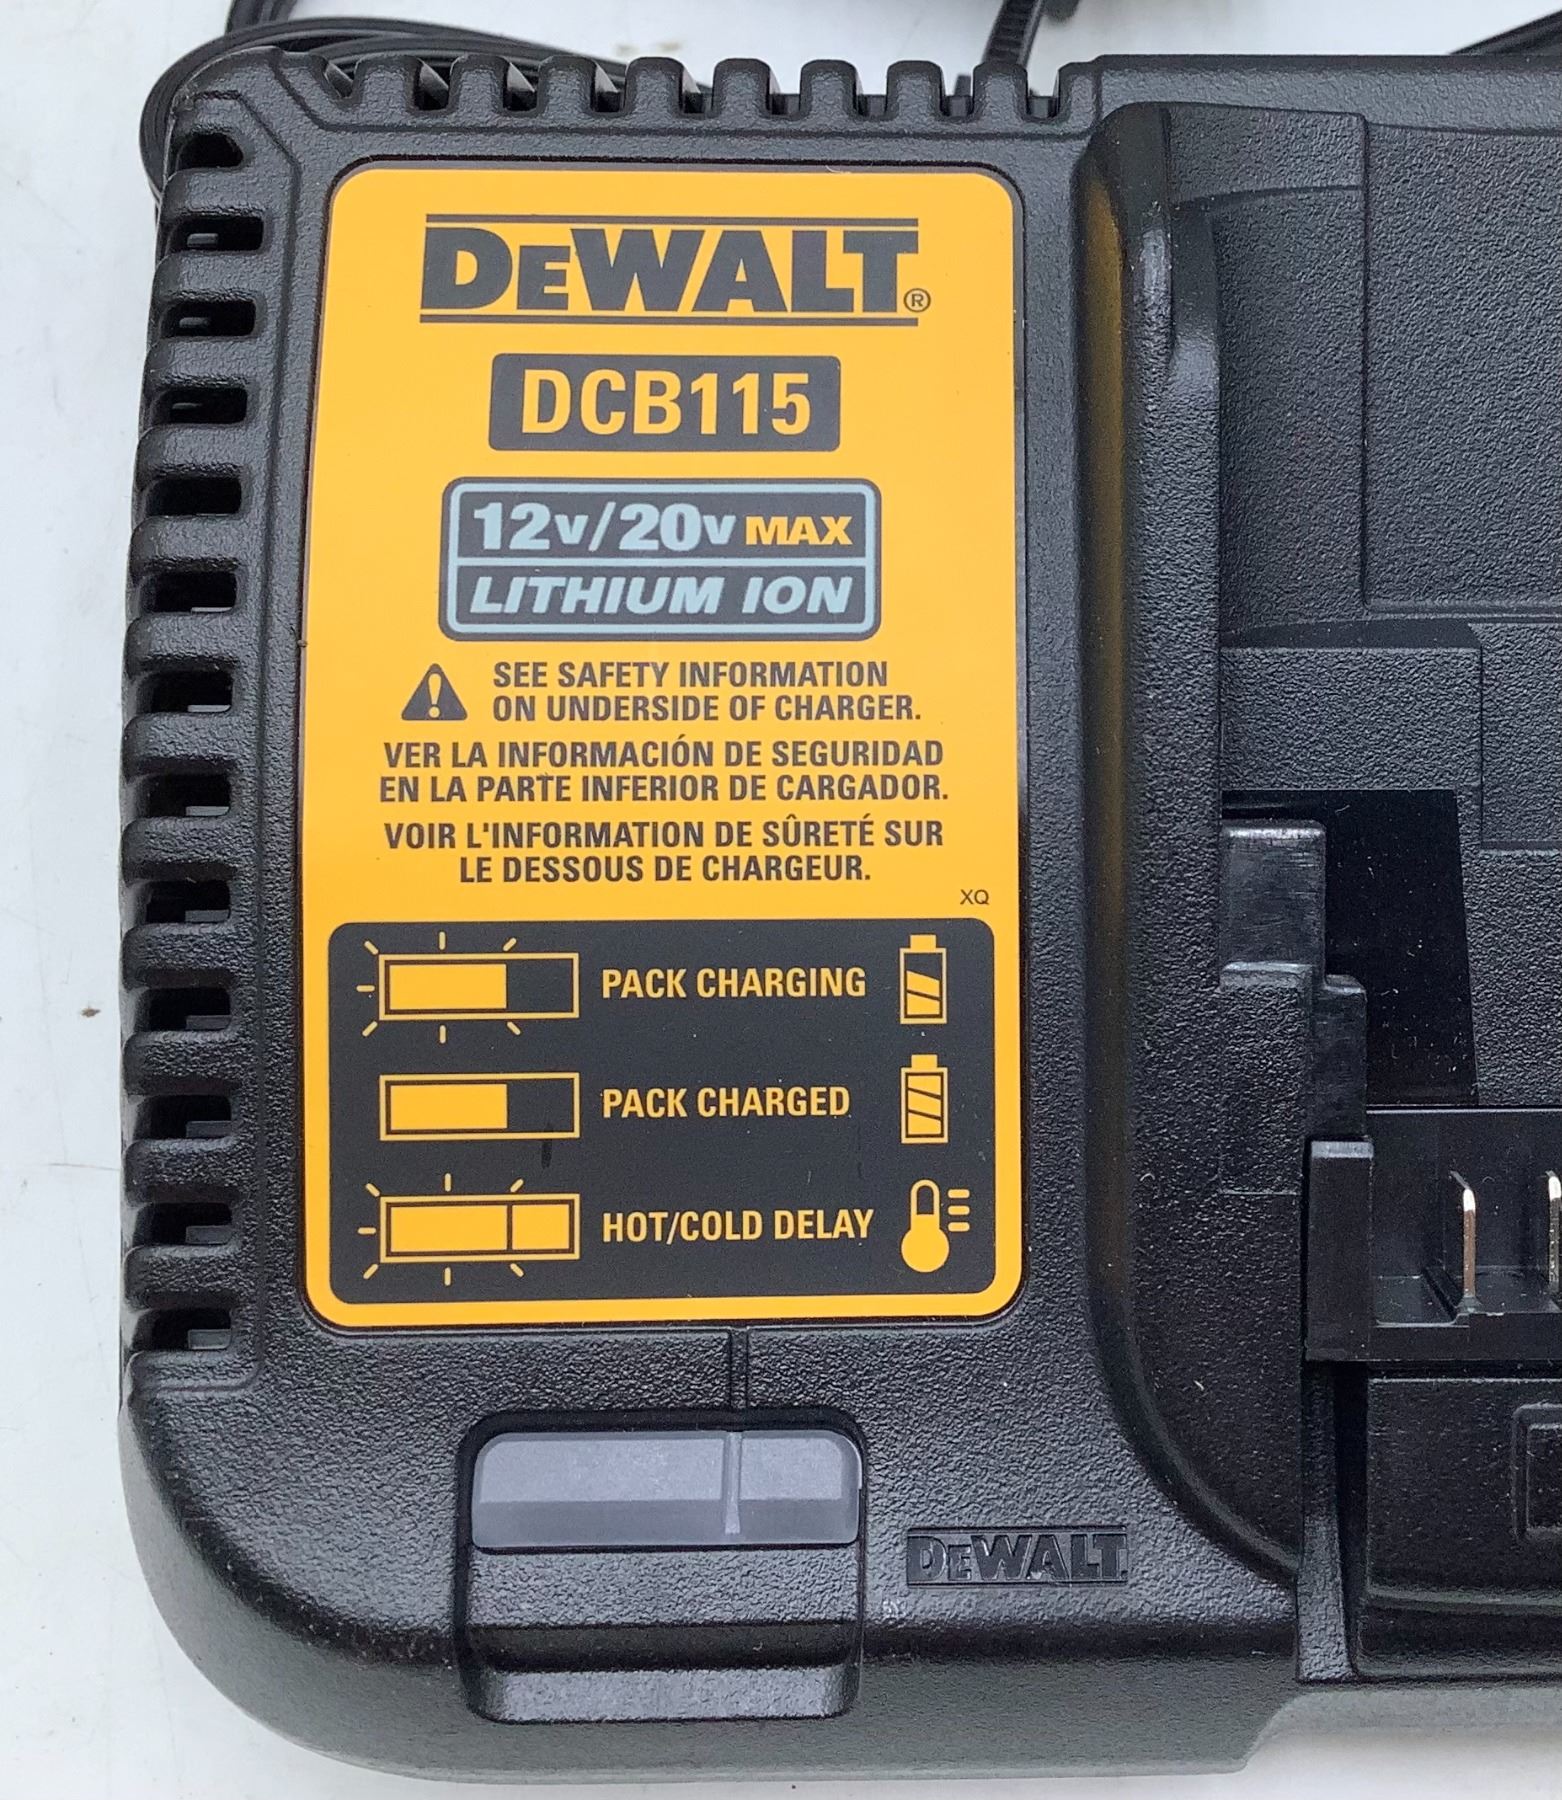 DEWALT®
DCB115
12V/20V MAX
LITHIUM ION
SEE SAFETY INFORMATION
ON UNDERSIDE OF CHARGER.
VER LA INFORMACIÓN DE SEGURIDAD
EN LA PARTE INFERIOR DE CARGADOR.
VOIR L'INFORMATION DE SÛRETÉ SUR
LE DESSOUS DE CHARGEUR.
XQ
PACK CHARGING
PACK CHARGED
HOT/COLD DELAY
DEWALT